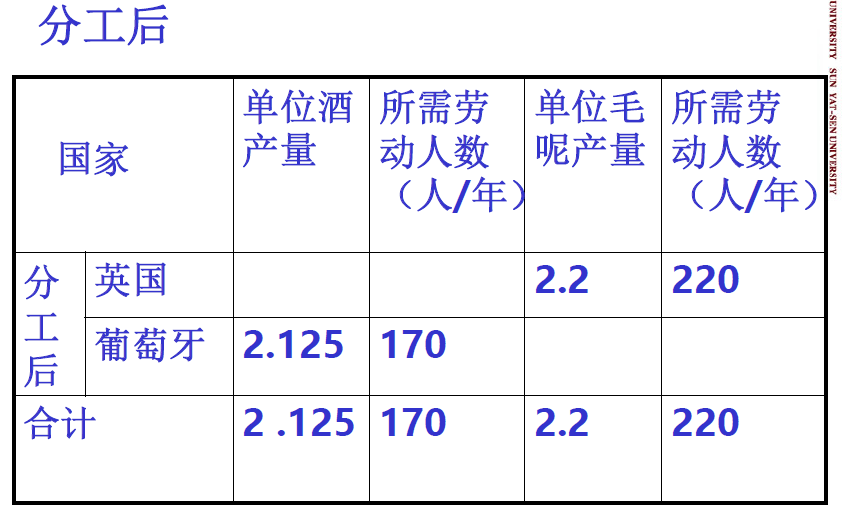 分工后
国家
单位酒产量
所需劳动人数（人/年）
单位毛呢产量
所需劳动人数（人/年）
分工后
英国
2.2
220
葡萄牙
2.125
170
合计
2 .125
170
2.2
220
UNIVERSITY SUN YAT-SEN UNIVERSITY